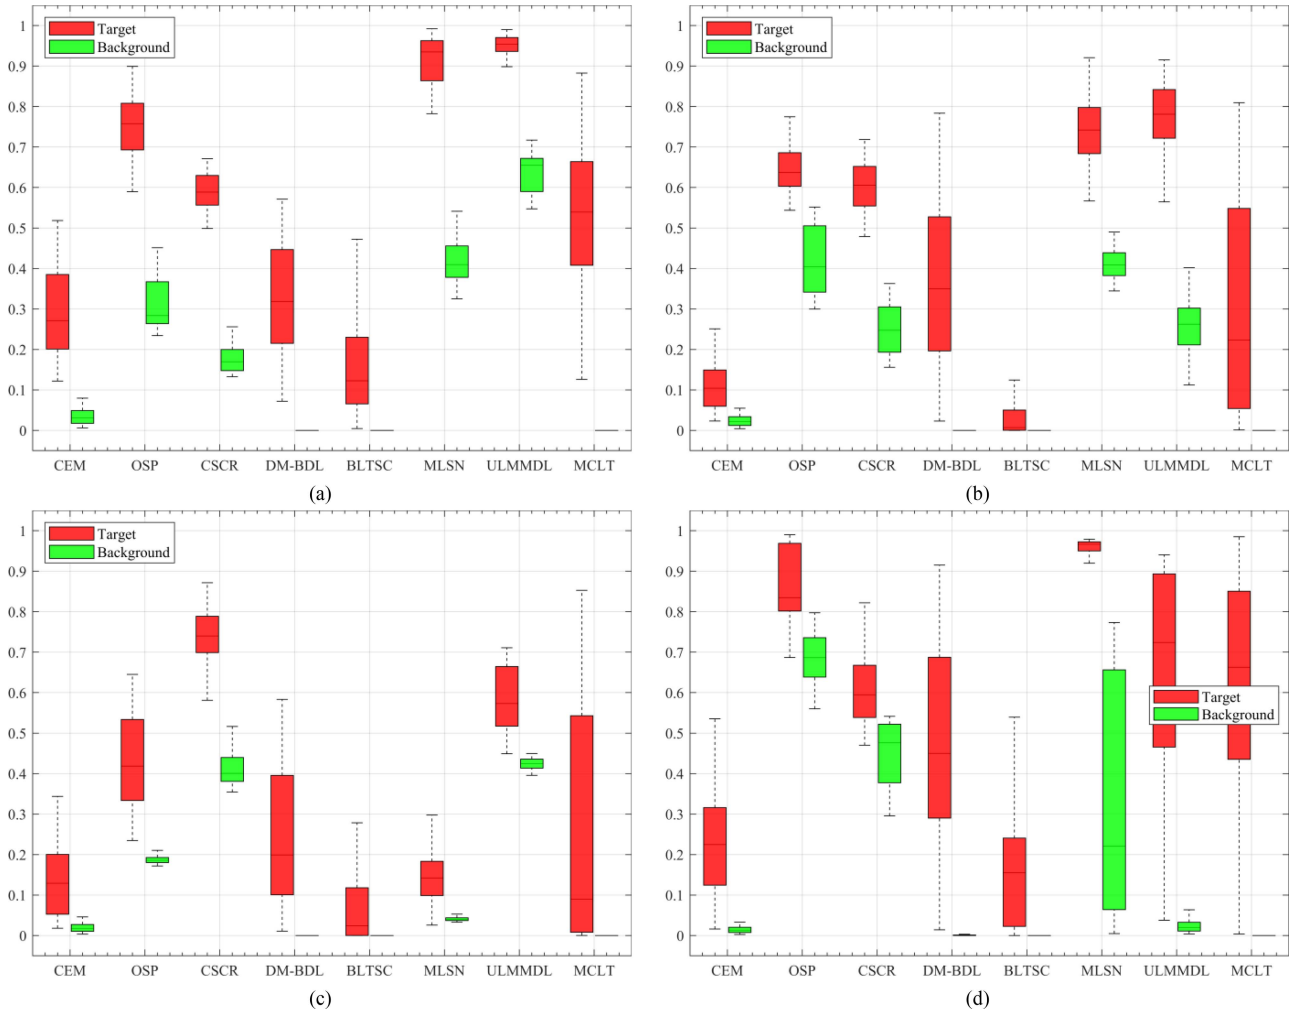 1
0.9
0.8
0.7
0.6
0.5
0.4
0.3
0.2
0.1
0
Target
Background
CEM OSP CSCR DM-BDL BLTSC MLSN ULMMDL MCLT
(a)
1
0.9
0.8
0.7
0.6
0.5
0.4
0.3
0.2
0.1
0
Target
Background
CEM OSP CSCR DM-BDL BLTSC MLSN ULMMDL MCLT
(b)
1
0.9
0.8
0.7
0.6
0.5
0.4
0.3
0.2
0.1
0
Target
Background
CEM OSP CSCR DM-BDL BLTSC MLSN ULMMDL MCLT
(c)
1
0.9
0.8
0.7
0.6
0.5
0.4
0.3
0.2
0.1
0
Target
Background
CEM OSP CSCR DM-BDL BLTSC MLSN ULMMDL MCLT
(d)